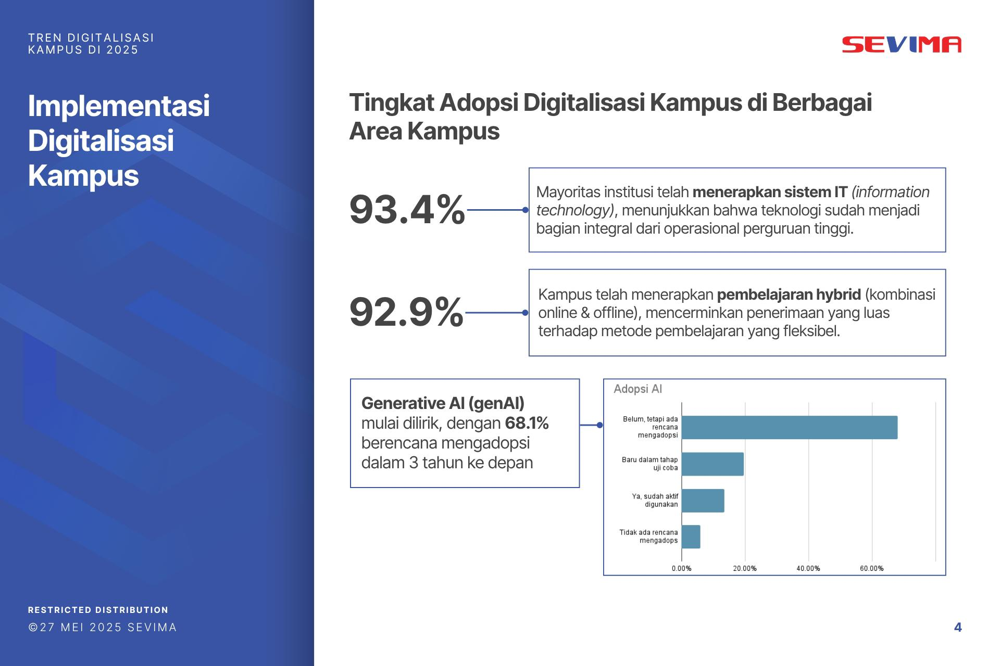 TREN DIGITALISASI
KAMPUS DI 2025
Implementasi
Digitalisasi
Kampus
RESTRICTED DISTRIBUTION
©27 MEI 2025 SEVIMA
SEVIMA
Tingkat Adopsi Digitalisasi Kampus di Berbagai
Area Kampus
93.4%
Mayoritas institusi telah menerapkan sistem IT (information
technology), menunjukkan bahwa teknologi sudah menjadi
bagian integral dari operasional perguruan tinggi.
92.9%
Kampus telah menerapkan pembelajaran hybrid (kombinasi
online & offline), mencerminkan penerimaan yang luas
terhadap metode pembelajaran yang fleksibel.
Generative AI (genAI)
mulai dilirik, dengan 68.1%
berencana mengadopsi
dalam 3 tahun ke depan
Adopsi AI
Belum, tetapi ada
rencana
mengadopsi
Baru dalam tahap
uji coba
Ya, sudah aktif
digunakan
Tidak ada rencana
mengadops
0.00% 20.00% 40.00% 60.00%
4